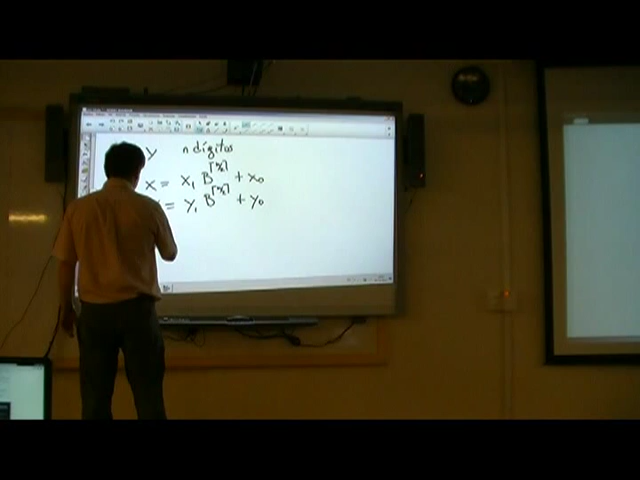 y n dígitos
x = x₁ B^⌈n/2⌉ + x₀
= y₁ B^⌈n/2⌉ + y₀